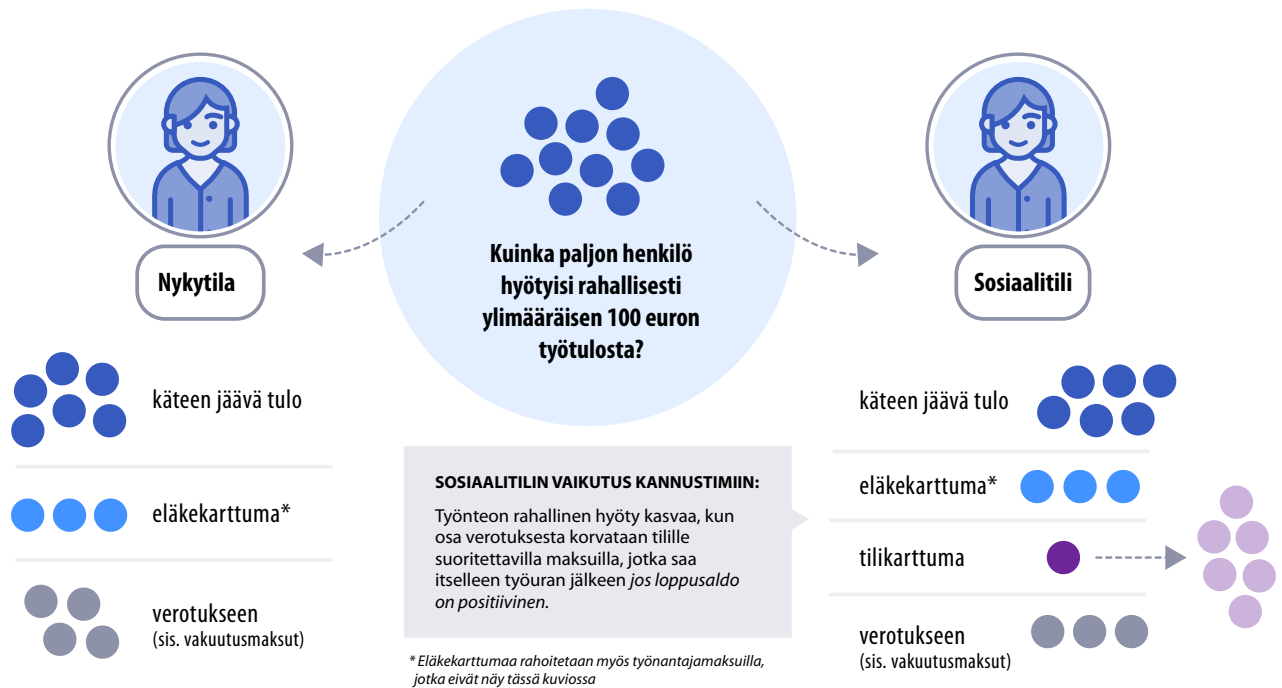 Nykytila
käteen jäävä tulo
eläkekarttuma*
verotukseen
(sis. vakuutusmaksut)
Kuinka paljon henkilö
hyötyisi rahallisesti
ylimääräisen 100 euron
työtulosta?
SOSIAALITILIN VAIKUTUS KANNUSTIMIIN:
Työnteon rahallinen hyöty kasvaa, kun
osa verotuksesta korvataan tilille
suoritettavilla maksuilla, jotka saa
itselleen työuran jälkeen jos loppusaldo
on positiivinen.
* Eläkekarttumaa rahoitetaan myös työnantajamaksuilla,
jotka eivät näy tässä kuviossa
Sosiaalitili
käteen jäävä tulo
eläkekarttuma*
tilikarttuma
verotukseen
(sis. vakuutusmaksut)